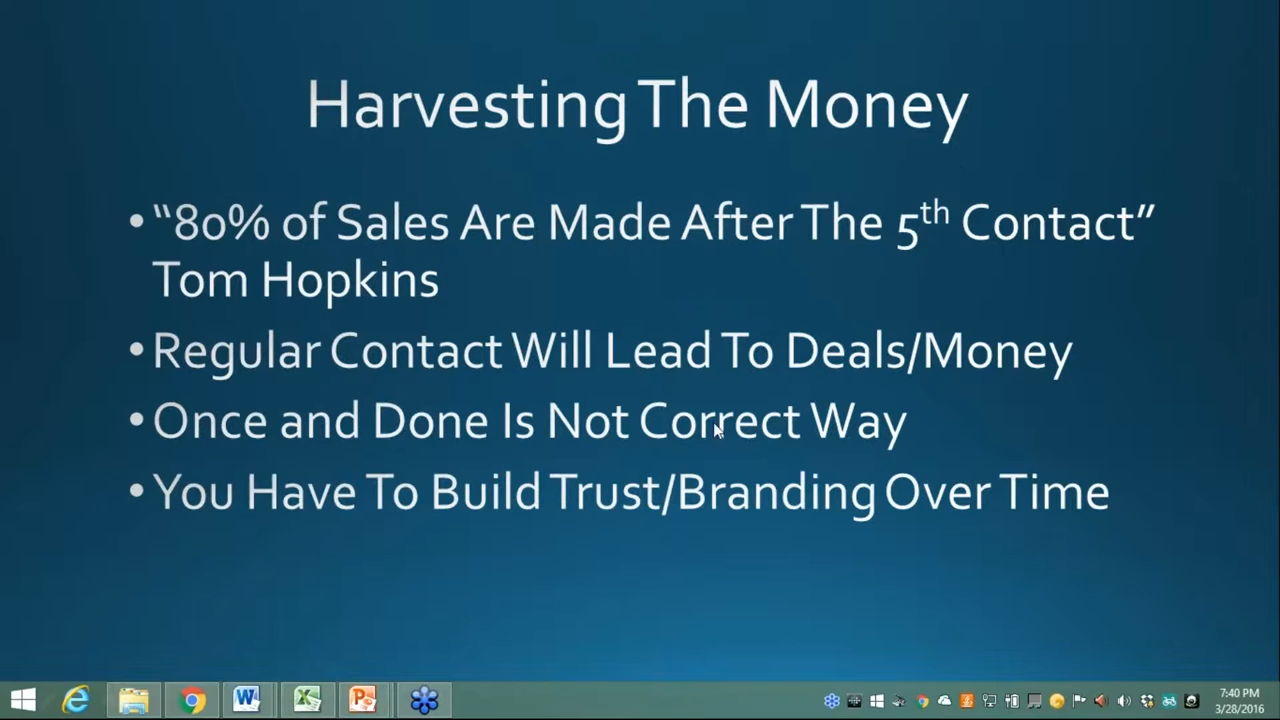 Harvesting The Money
• “80% of Sales Are Made After The 5th Contact”
Tom Hopkins
• Regular Contact Will Lead To Deals/Money
• Once and Done Is Not Correct Way
• You Have To Build Trust/Branding Over Time
7:40 PM
3/28/2016